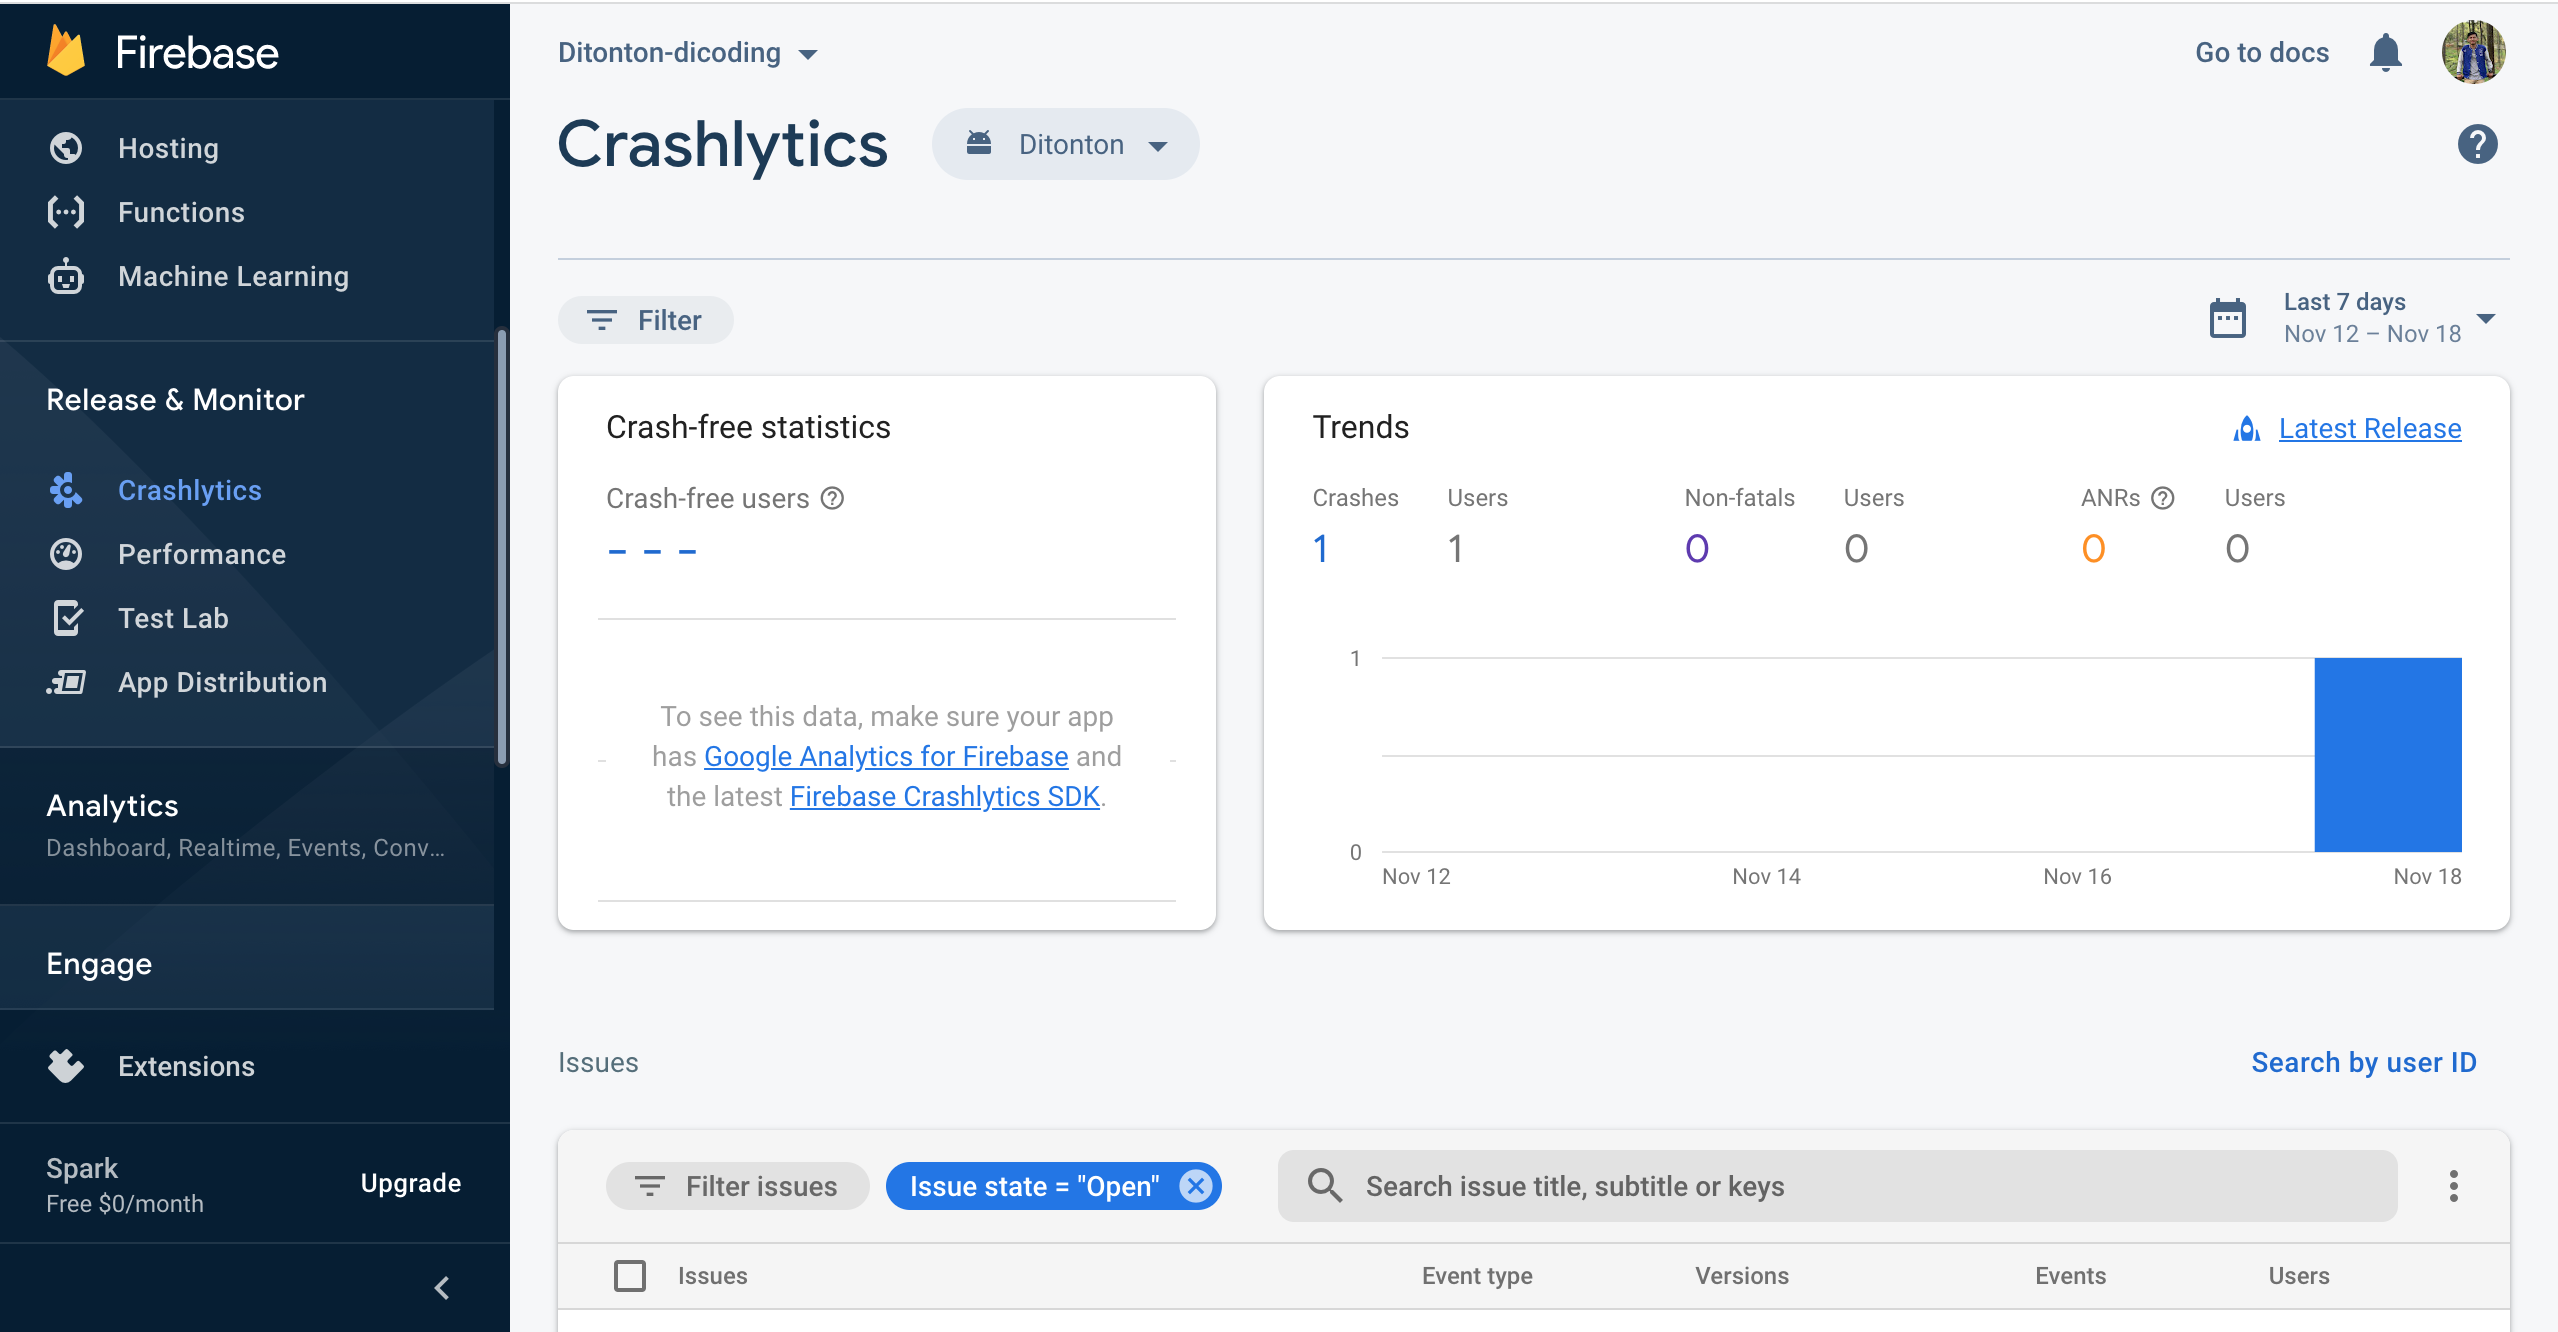 Firebase
Hosting
Functions
Machine Learning
Release & Monitor
Crashlytics
Performance
Test Lab
App Distribution
Analytics
Dashboard, Realtime, Events, Conv...
Engage
Extensions
Spark
Free $0/month
Upgrade
Ditonton-dicoding
Go to docs
Crashlytics
Ditonton
Filter
Last 7 days
Nov 12 – Nov 18
Crash-free statistics
Crash-free users
– – –
To see this data, make sure your app
has Google Analytics for Firebase and
the latest Firebase Crashlytics SDK.
Trends
Latest Release
Crashes Users Non-fatals Users ANRs Users
1 1 0 0 0 0
1
0
Nov 12 Nov 14 Nov 16 Nov 18
Issues
Search by user ID
Filter issues
Issue state = "Open"
Search issue title, subtitle or keys
Issues Event type Versions Events Users